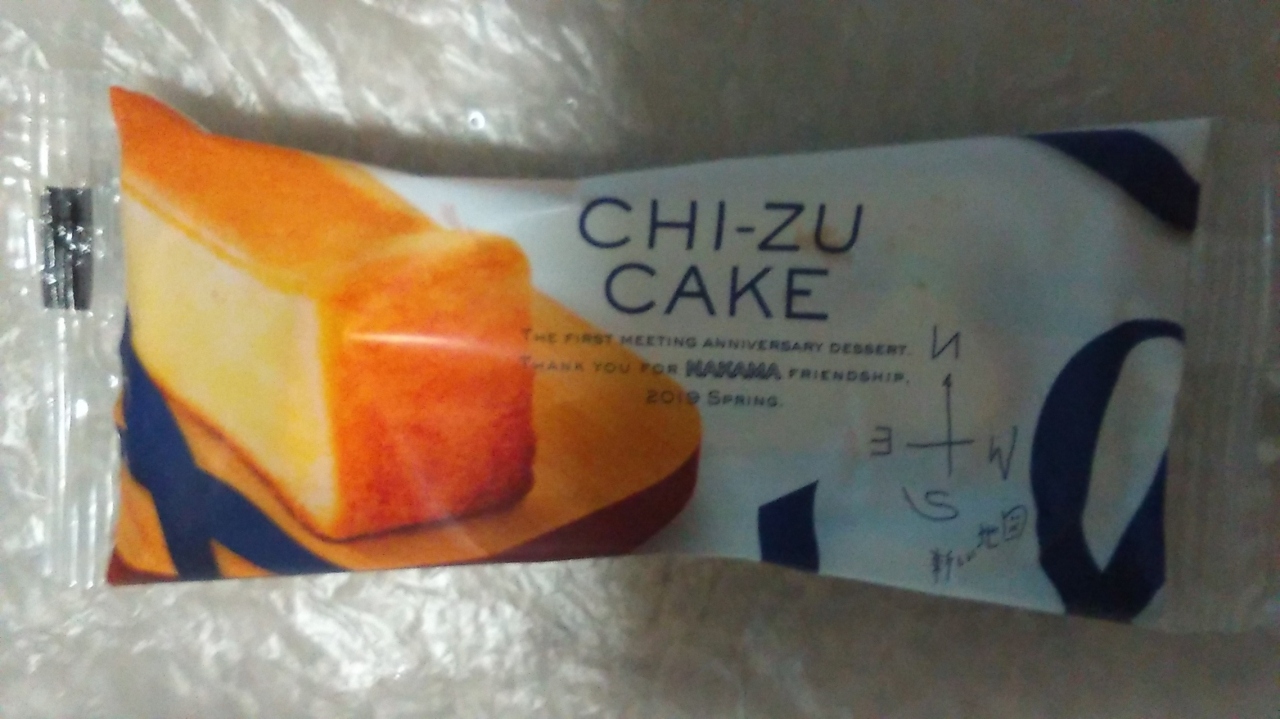 CHI-ZU
CAKE
THE FIRST MEETING ANNIVERSARY DESSERT.
THANK YOU FOR NAKAMA FRIENDSHIP.
2019 SPRING.
N
E W
S
新しい地図